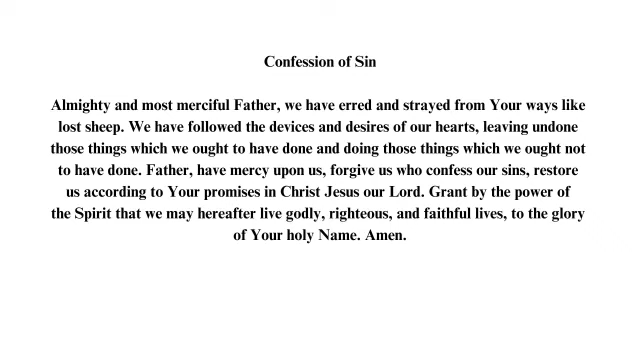 Confession of Sin
Almighty and most merciful Father, we have erred and strayed from Your ways like
lost sheep. We have followed the devices and desires of our hearts, leaving undone
those things which we ought to have done and doing those things which we ought not
to have done. Father, have mercy upon us, forgive us who confess our sins, restore
us according to Your promises in Christ Jesus our Lord. Grant by the power of
the Spirit that we may hereafter live godly, righteous, and faithful lives, to the glory
of Your holy Name. Amen.